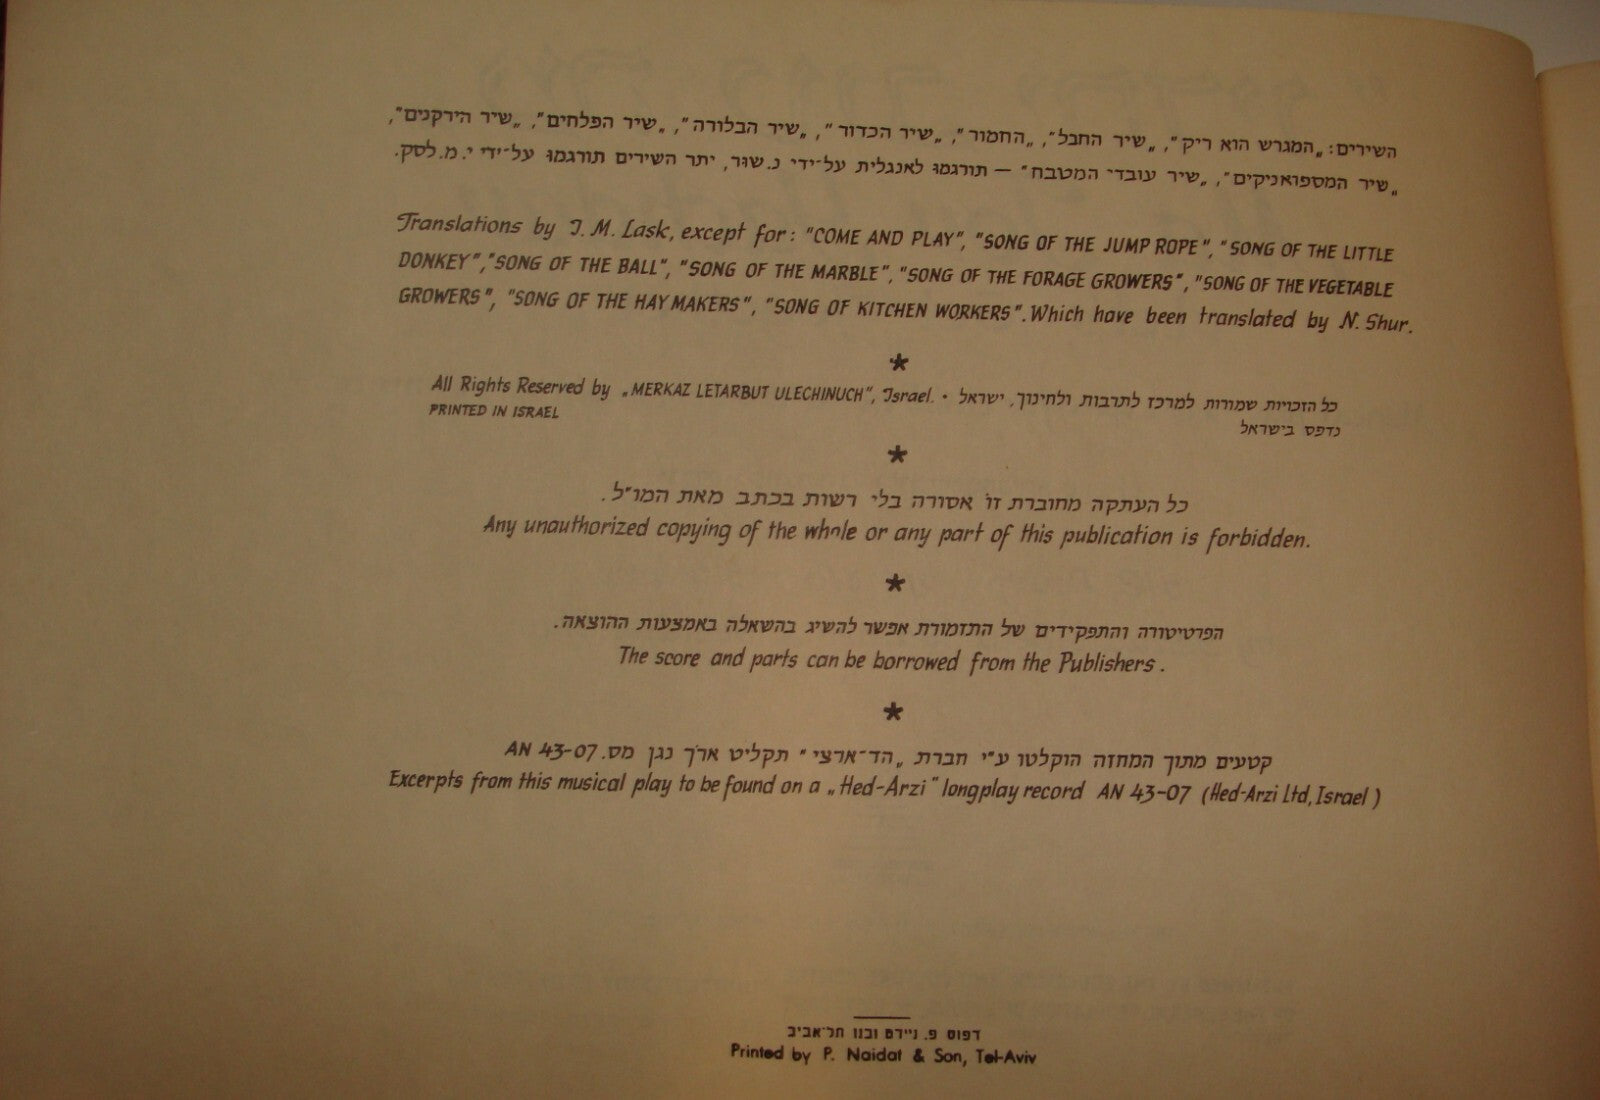 השירים: „המגרש הוא ריק", „שיר החבל", „החמור", „שיר הכדור", „שיר הבלורה", „שיר הפלחים", „שיר הירקנים",
„שיר המספואניקים", „שיר עובדי המטבח" — תורגמו לאנגלית על־ידי נ. שור, יתר השירים תורגמו על־ידי י. מ. לסק.
Translations by I. M. Lask, except for: "COME AND PLAY", "SONG OF THE JUMP ROPE", "SONG OF THE LITTLE
DONKEY", "SONG OF THE BALL", "SONG OF THE MARBLE", "SONG OF THE FORAGE GROWERS", "SONG OF THE VEGETABLE
GROWERS", "SONG OF THE HAY MAKERS", "SONG OF KITCHEN WORKERS". Which have been translated by N. Shur.
*
All Rights Reserved by „MERKAZ LETARBUT ULECHINUCH", Israel. • כל הזכויות שמורות למרכז לתרבות ולחינוך, ישראל
PRINTED IN ISRAEL נדפס בישראל
*
כל העתקה מחוברת זו אסורה בלי רשות בכתב מאת המו"ל.
Any unauthorized copying of the whole or any part of this publication is forbidden.
*
הפרטיטורה והתפקידים של התזמורת אפשר להשיג בהשאלה באמצעות ההוצאה.
The score and parts can be borrowed from the Publishers.
*
קטעים מתוך המחזה הוקלטו ע"י חברת „הד־ארצי" תקליט ארך נגן מס. AN 43-07
Excerpts from this musical play to be found on a „Hed-Arzi" longplay record AN 43-07 (Hed-Arzi Ltd, Israel)
דפוס פ.ניידט ובנו תל־אביב
Printed by P. Naidat & Son, Tel-Aviv